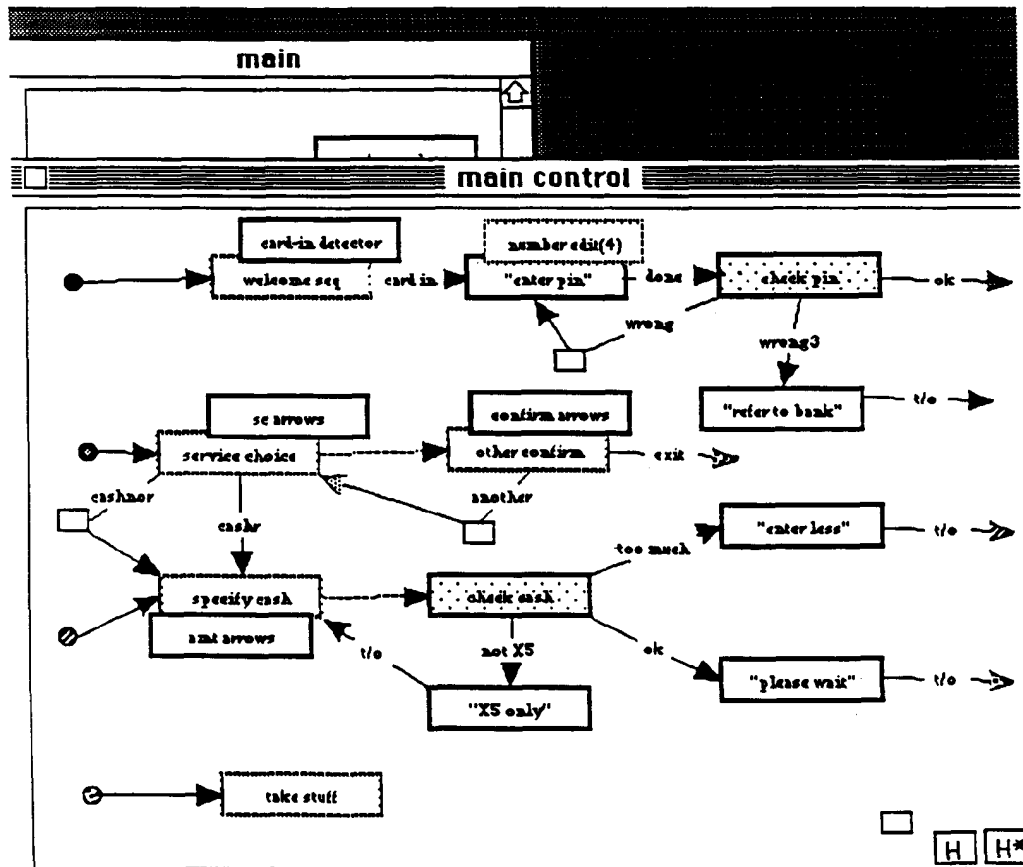 main
main control
card-in detector
welcome seq
card in
number edit(4)
"enter pin"
done
check pin
ok
wrong
wrong3
"refer to bank"
t/o
sc arrows
service choice
confirm arrows
other confirm
exit
cashnor
another
cashr
"enter less"
t/o
too much
specify cash
check cash
amt arrows
t/o
not X5
ok
"please wait"
t/o
"X5 only"
take stuff
H
H*